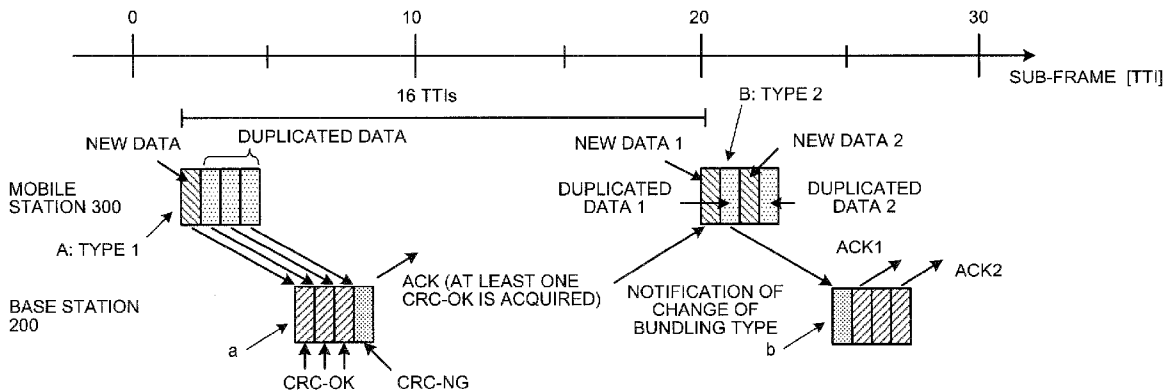 0
10
20
30
SUB-FRAME [TTI]
16 TTIs
B: TYPE 2
NEW DATA
DUPLICATED DATA
NEW DATA 1
NEW DATA 2
MOBILE
STATION 300
DUPLICATED
DATA 1
DUPLICATED
DATA 2
A: TYPE 1
ACK (AT LEAST ONE
CRC-OK IS ACQUIRED)
ACK1
ACK2
BASE STATION
200
NOTIFICATION OF
CHANGE OF
BUNDLING TYPE
a
b
CRC-OK
CRC-NG